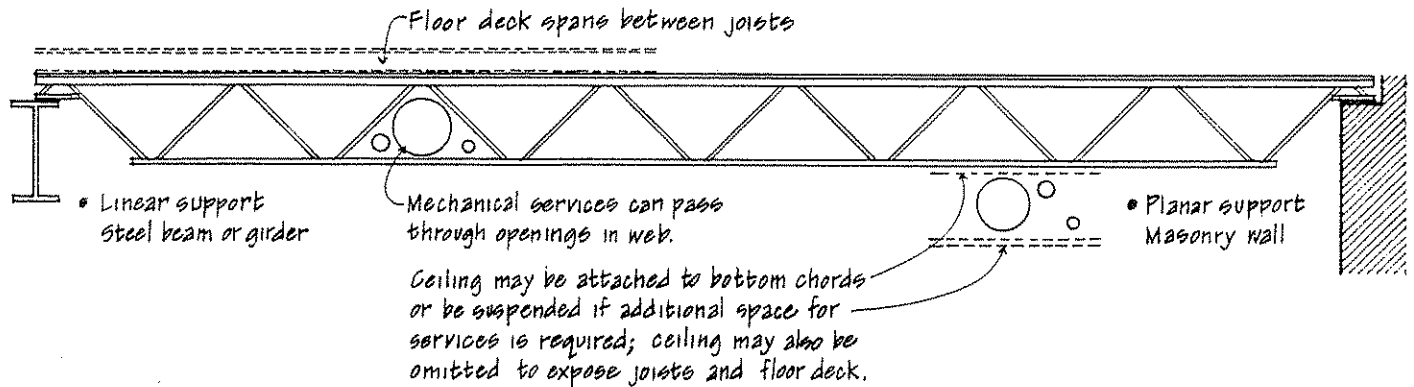 Floor deck spans between joists
• Linear support
Steel beam or girder
Mechanical services can pass
through openings in web.
• Planar support
Masonry wall
Ceiling may be attached to bottom chords
or be suspended if additional space for
services is required; ceiling may also be
omitted to expose joists and floor deck.